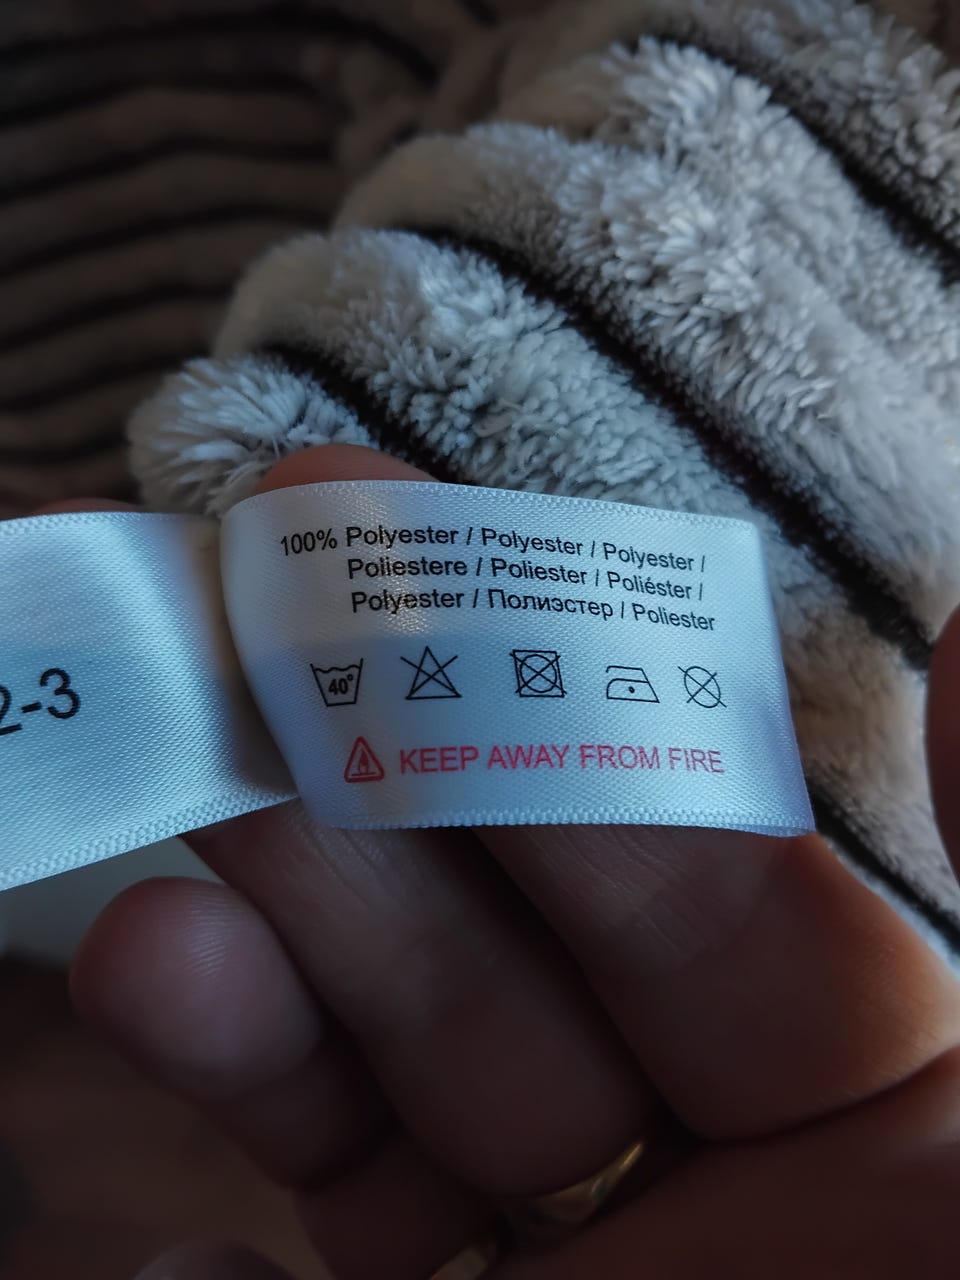 2-3
100% Polyester / Polyester / Polyester /
Poliestere / Poliester / Poliéster /
Polyester / Полиэстер / Poliester
40°
KEEP AWAY FROM FIRE